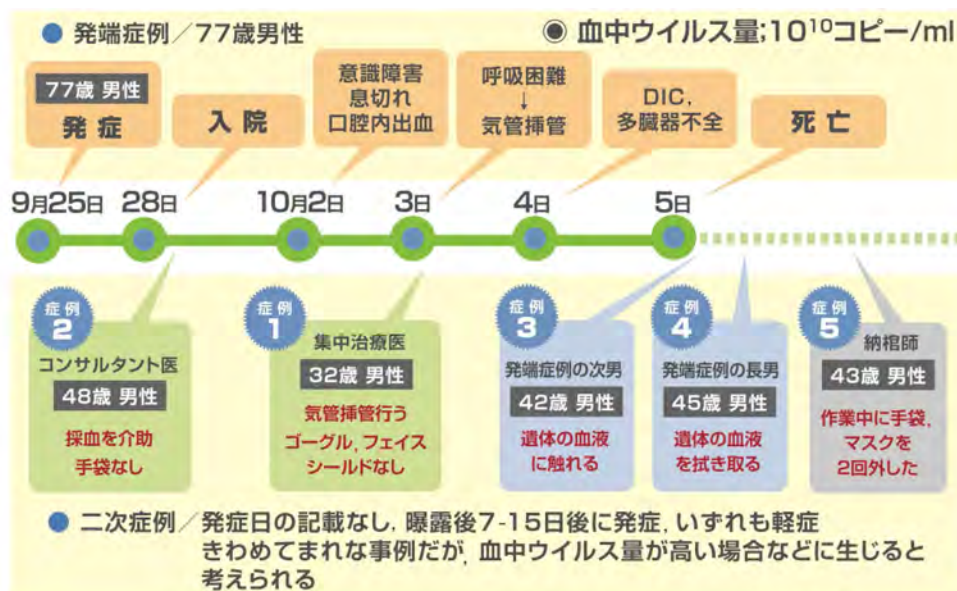 ● 発端症例／77歳男性
◉ 血中ウイルス量;10¹⁰コピー/ml
77歳 男性
発症
入院
意識障害
息切れ
口腔内出血
呼吸困難
↓
気管挿管
DIC,
多臓器不全
死亡
9月25日
28日
10月2日
3日
4日
5日
症例
2
コンサルタント医
48歳 男性
採血を介助
手袋なし
症例
1
集中治療医
32歳 男性
気管挿管行う
ゴーグル,フェイス
シールドなし
症例
3
発端症例の次男
42歳 男性
遺体の血液
に触れる
症例
4
発端症例の長男
45歳 男性
遺体の血液
を拭き取る
症例
5
納棺師
43歳 男性
作業中に手袋,
マスクを
2回外した
● 二次症例／発症日の記載なし, 曝露後7-15日後に発症, いずれも軽症
きわめてまれな事例だが, 血中ウイルス量が高い場合などに生じると
考えられる